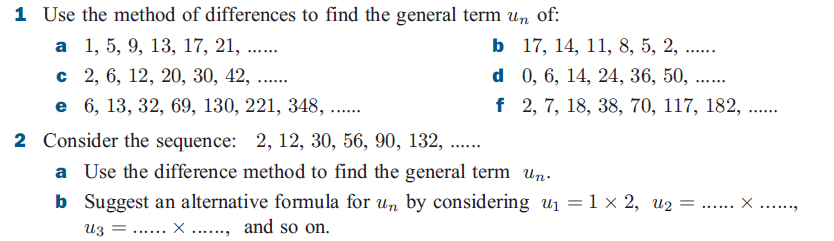 1 Use the method of differences to find the general term uₙ of:
a 1, 5, 9, 13, 17, 21, ......
b 17, 14, 11, 8, 5, 2, ......
c 2, 6, 12, 20, 30, 42, ......
d 0, 6, 14, 24, 36, 50, ......
e 6, 13, 32, 69, 130, 221, 348, ......
f 2, 7, 18, 38, 70, 117, 182, ......
2 Consider the sequence: 2, 12, 30, 56, 90, 132, ......
a Use the difference method to find the general term uₙ.
b Suggest an alternative formula for uₙ by considering u₁ = 1 × 2, u₂ = ...... × ......,
u₃ = ...... × ......, and so on.